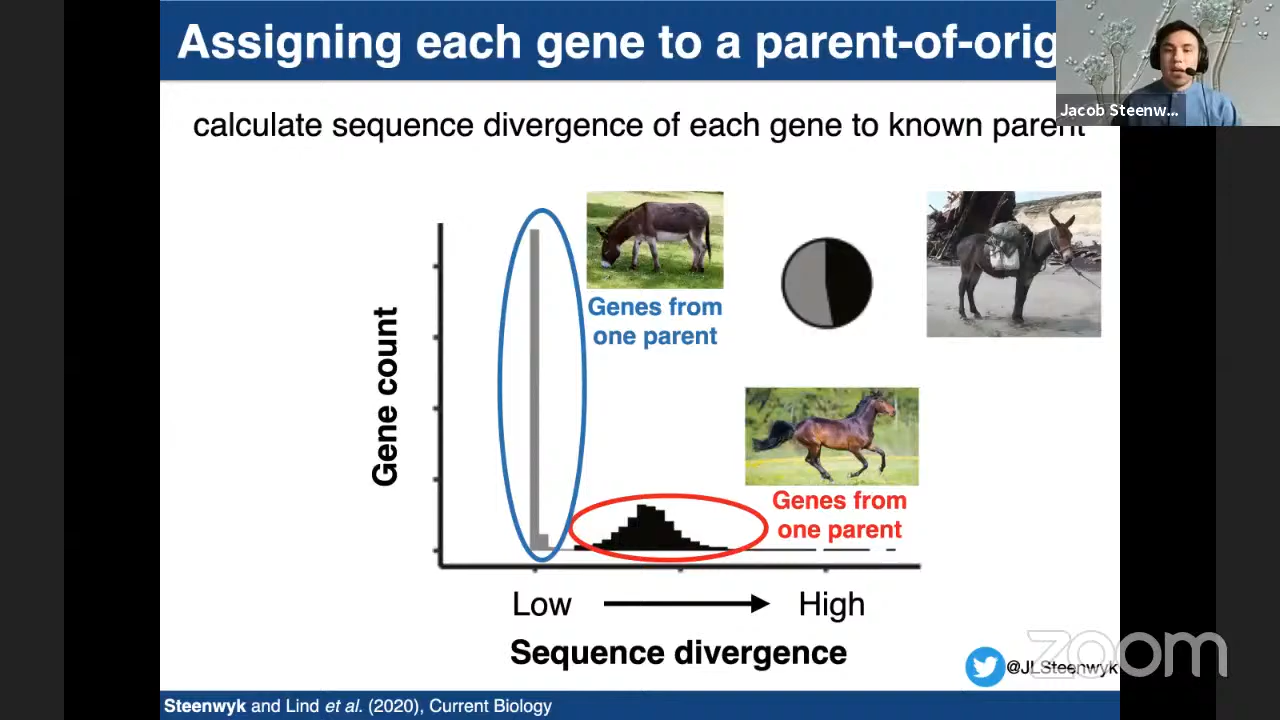 Assigning each gene to a parent-of-orig
Jacob Steenw...
calculate sequence divergence of each gene to known parent
Genes from
one parent
Gene count
Genes from
one parent
Low
High
Sequence divergence
zoom
@JLSteenwyk
Steenwyk and Lind et al. (2020), Current Biology